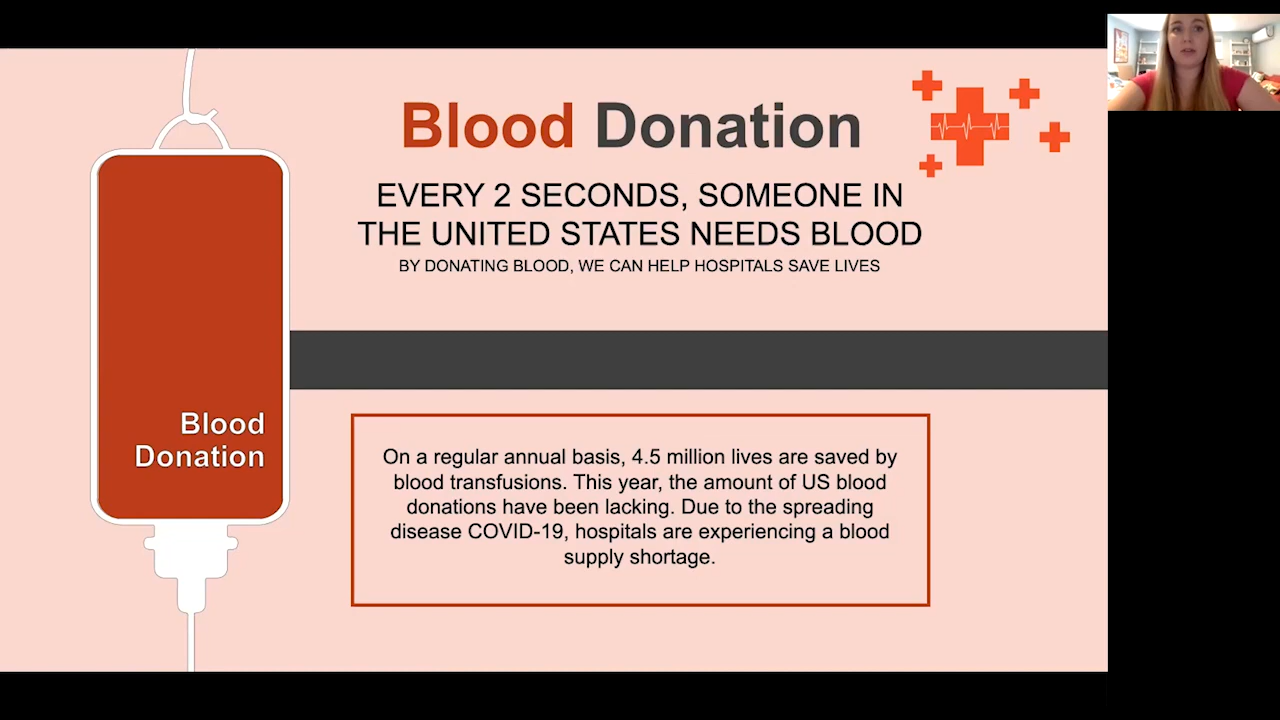 Blood Donation
EVERY 2 SECONDS, SOMEONE IN
THE UNITED STATES NEEDS BLOOD
BY DONATING BLOOD, WE CAN HELP HOSPITALS SAVE LIVES
Blood
Donation
On a regular annual basis, 4.5 million lives are saved by
blood transfusions. This year, the amount of US blood
donations have been lacking. Due to the spreading
disease COVID-19, hospitals are experiencing a blood
supply shortage.